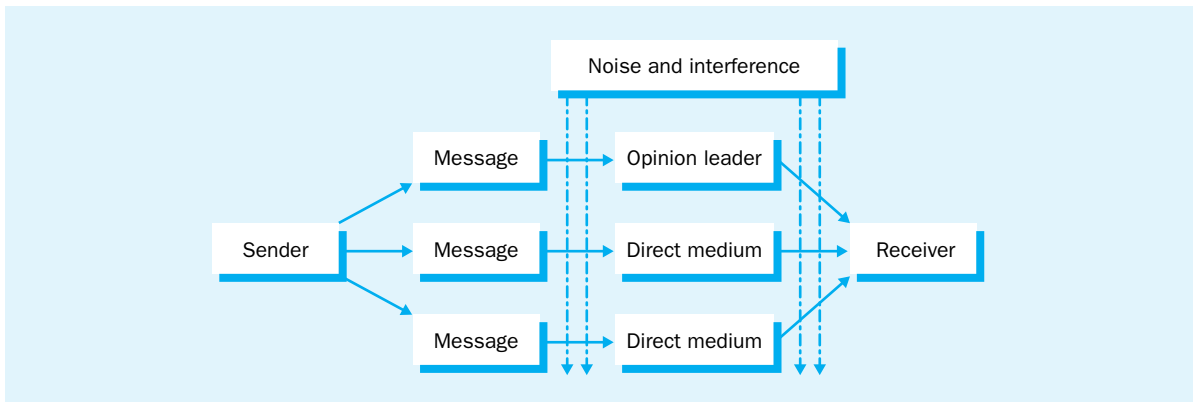 Noise and interference
Message
Opinion leader
Sender
Message
Direct medium
Receiver
Message
Direct medium